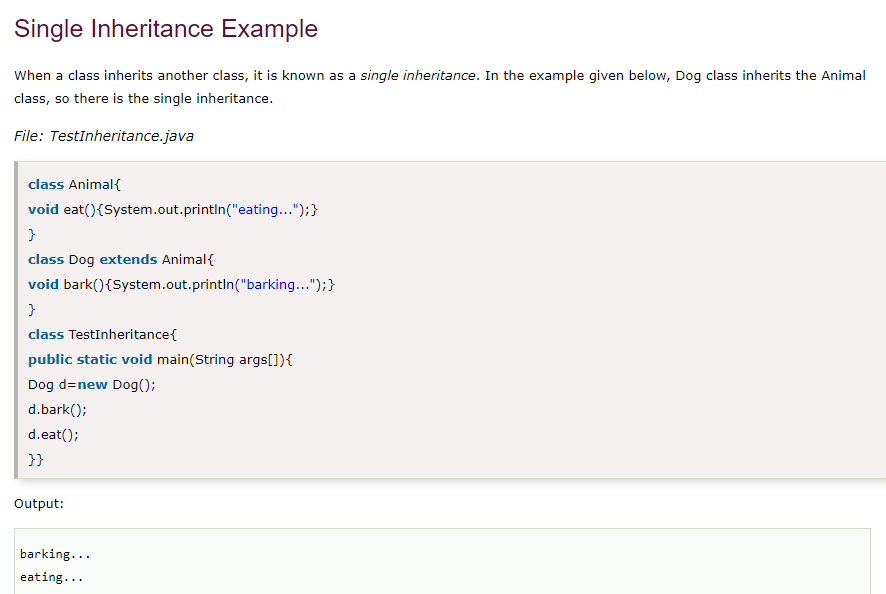 Single Inheritance Example
When a class inherits another class, it is known as a single inheritance. In the example given below, Dog class inherits the Animal
class, so there is the single inheritance.
File: TestInheritance.java
class Animal{
void eat(){System.out.println("eating...");}
}
class Dog extends Animal{
void bark(){System.out.println("barking...");}
}
class TestInheritance{
public static void main(String args[]){
Dog d=new Dog();
d.bark();
d.eat();
}}
Output:
barking...
eating...